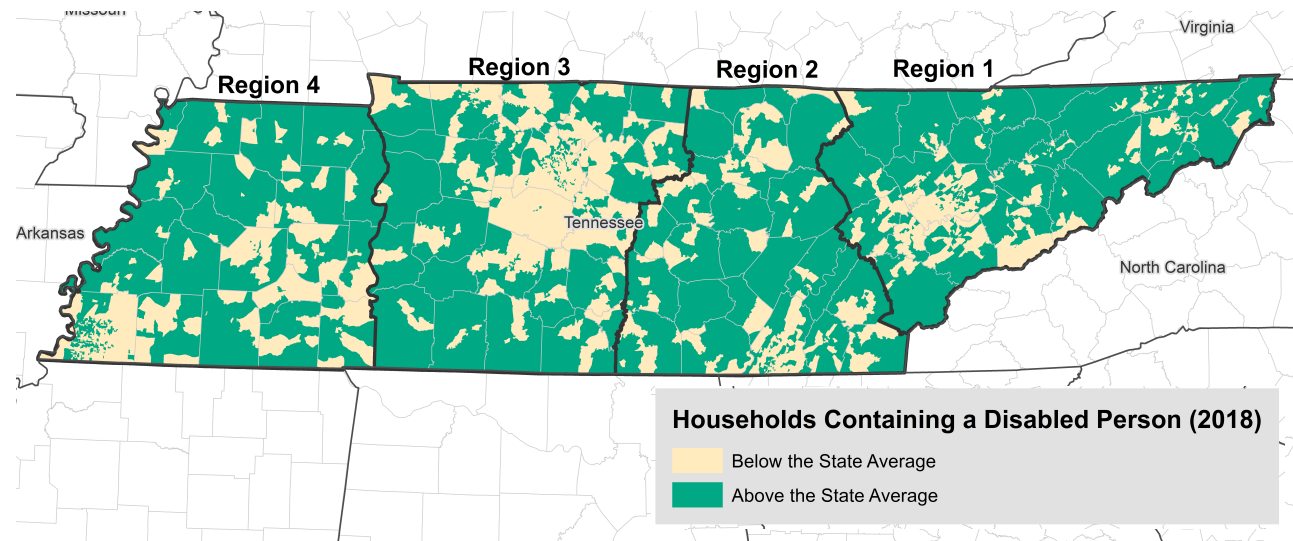 Missouri
Virginia
Region 4
Region 3
Region 2
Region 1
Tennessee
Arkansas
North Carolina
Households Containing a Disabled Person (2018)
Below the State Average
Above the State Average